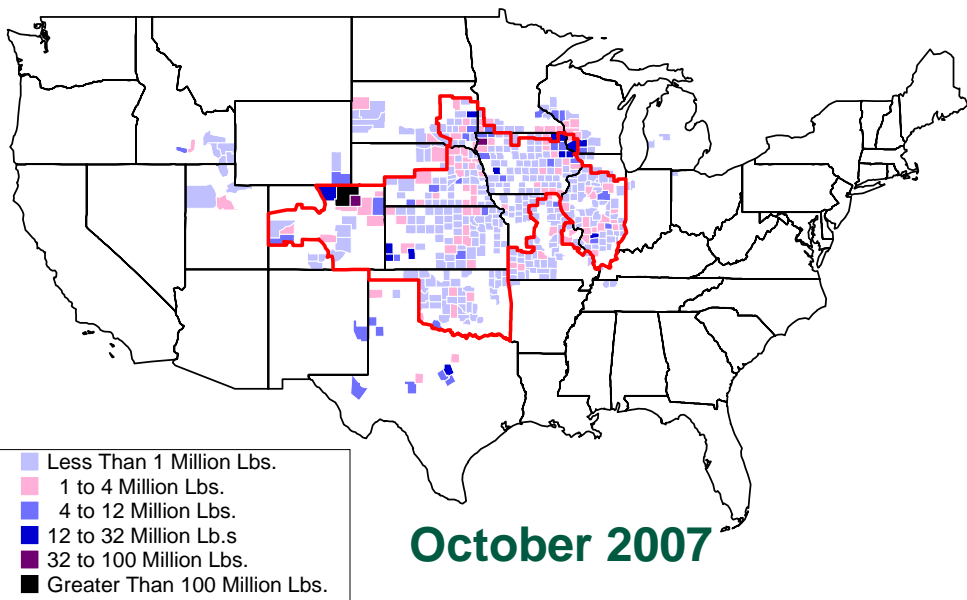 Less Than 1 Million Lbs.
1 to 4 Million Lbs.
4 to 12 Million Lbs.
12 to 32 Million Lb.s
32 to 100 Million Lbs.
Greater Than 100 Million Lbs.
October 2007